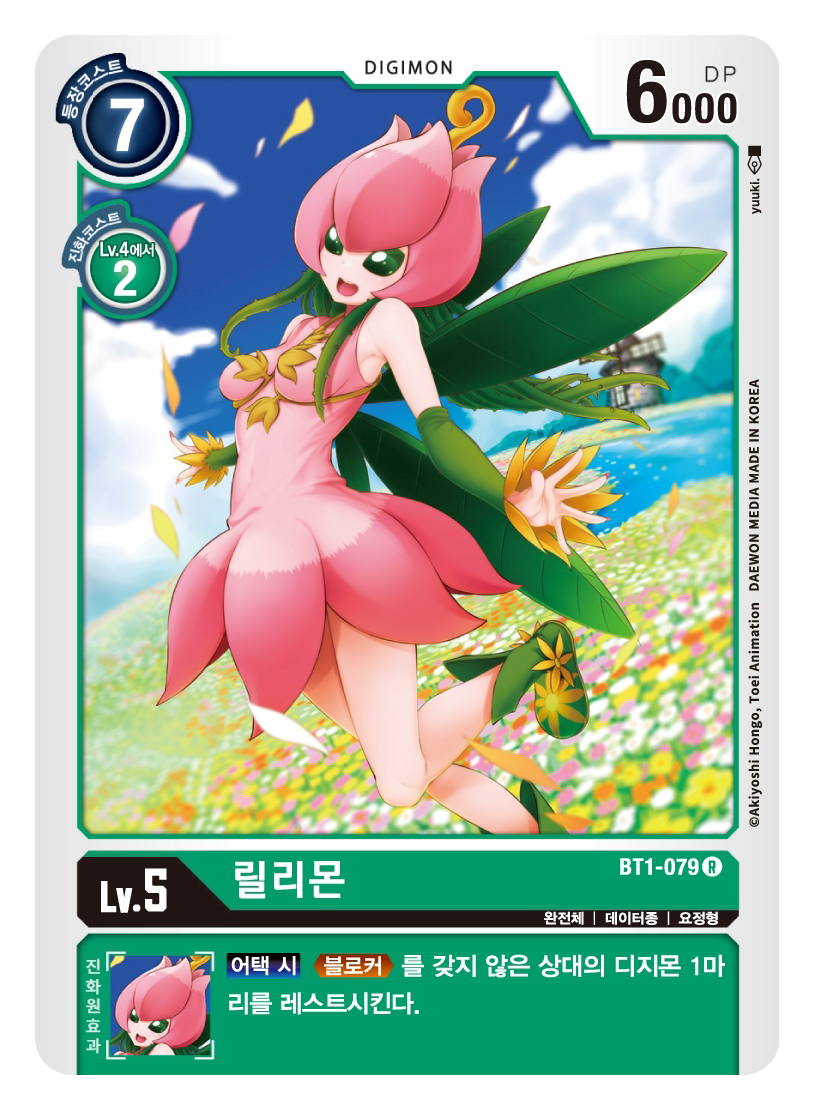 DIGIMON
등장코스트
7
DP
6000
진화코스트
Lv.4에서
2
yuuki.
©Akiyoshi Hongo, Toei Animation DAEWON MEDIA MADE IN KOREA
Lv.5
릴리몬
BT1-079 R
완전체 | 데이터종 | 요정형
진화원효과
어택 시 블로커 를 갖지 않은 상대의 디지몬 1마
리를 레스트시킨다.